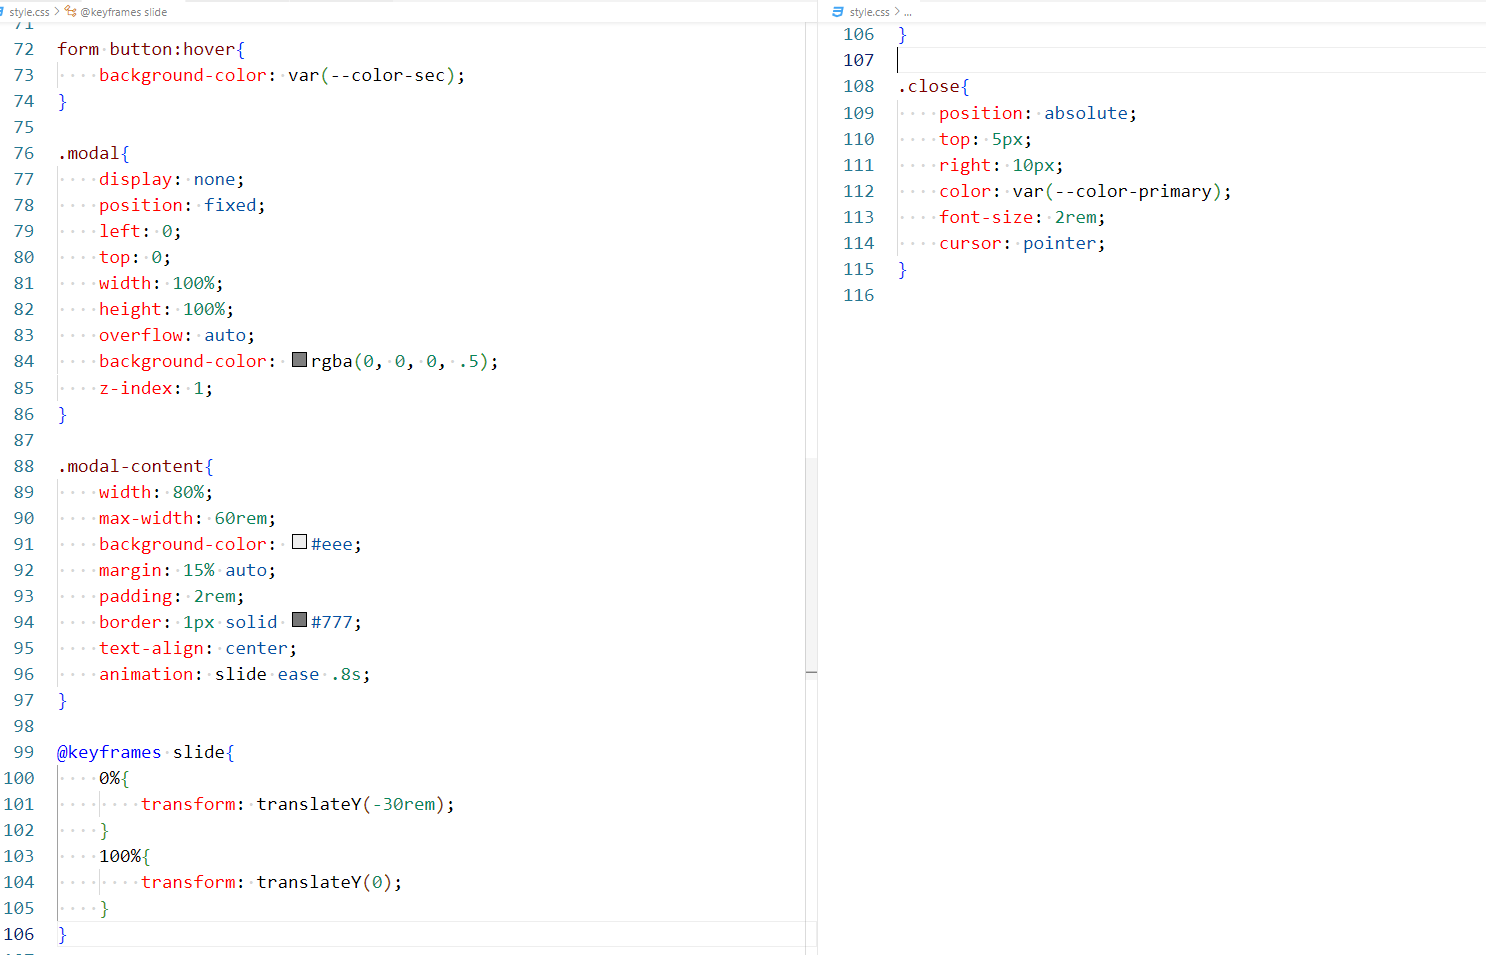 style.css > @keyframes slide
71
72 form button:hover{
73     background-color: var(--color-sec);
74 }
75
76 .modal{
77     display: none;
78     position: fixed;
79     left: 0;
80     top: 0;
81     width: 100%;
82     height: 100%;
83     overflow: auto;
84     background-color: rgba(0, 0, 0, .5);
85     z-index: 1;
86 }
87
88 .modal-content{
89     width: 80%;
90     max-width: 60rem;
91     background-color: #eee;
92     margin: 15% auto;
93     padding: 2rem;
94     border: 1px solid #777;
95     text-align: center;
96     animation: slide ease .8s;
97 }
98
99 @keyframes slide{
100     0%{
101         transform: translateY(-30rem);
102     }
103     100%{
104         transform: translateY(0);
105     }
106 }
style.css > ...
106 }
107
108 .close{
109     position: absolute;
110     top: 5px;
111     right: 10px;
112     color: var(--color-primary);
113     font-size: 2rem;
114     cursor: pointer;
115 }
116